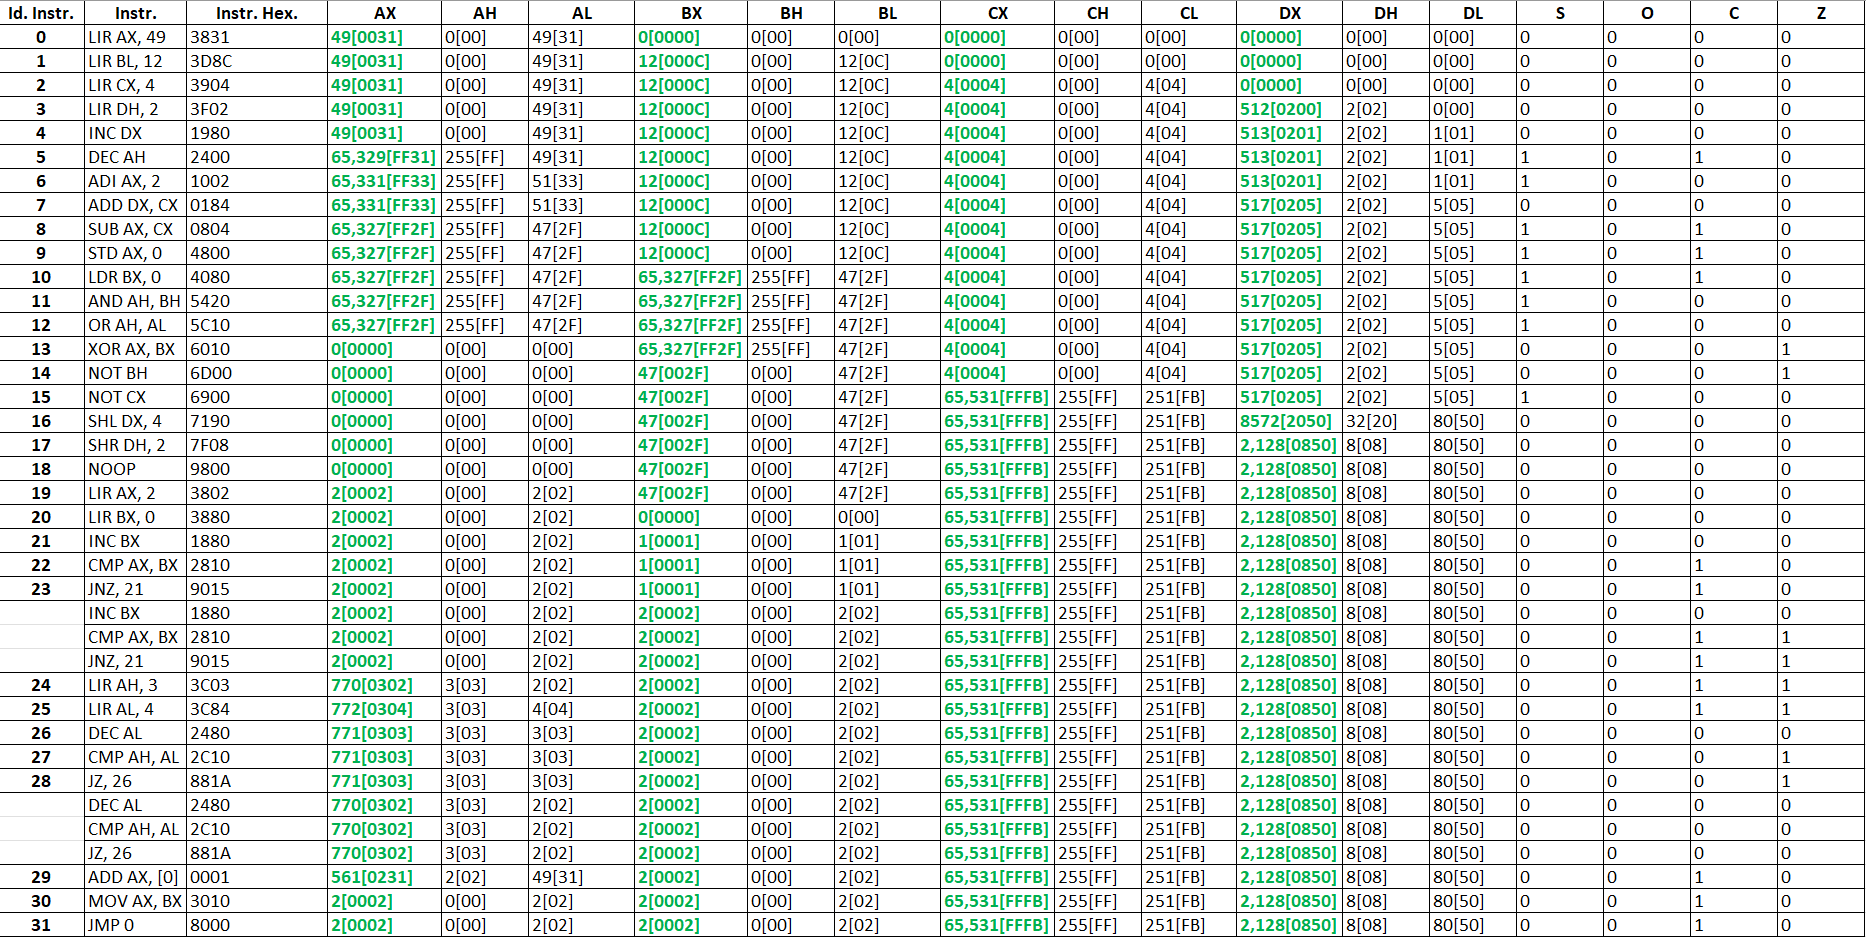 Id. Instr. Instr. Instr. Hex. AX AH AL BX BH BL CX CH CL DX DH DL S O C Z
0 LIR AX, 49 3831 49[0031] 0[00] 49[31] 0[0000] 0[00] 0[00] 0[0000] 0[00] 0[00] 0[0000] 0[00] 0[00] 0 0 0 0
1 LIR BL, 12 3D8C 49[0031] 0[00] 49[31] 12[000C] 0[00] 12[0C] 0[0000] 0[00] 0[00] 0[0000] 0[00] 0[00] 0 0 0 0
2 LIR CX, 4 3904 49[0031] 0[00] 49[31] 12[000C] 0[00] 12[0C] 4[0004] 0[00] 4[04] 0[0000] 0[00] 0[00] 0 0 0 0
3 LIR DH, 2 3F02 49[0031] 0[00] 49[31] 12[000C] 0[00] 12[0C] 4[0004] 0[00] 4[04] 512[0200] 2[02] 0[00] 0 0 0 0
4 INC DX 1980 49[0031] 0[00] 49[31] 12[000C] 0[00] 12[0C] 4[0004] 0[00] 4[04] 513[0201] 2[02] 1[01] 0 0 0 0
5 DEC AH 2400 65,329[FF31] 255[FF] 49[31] 12[000C] 0[00] 12[0C] 4[0004] 0[00] 4[04] 513[0201] 2[02] 1[01] 1 0 1 0
6 ADI AX, 2 1002 65,331[FF33] 255[FF] 51[33] 12[000C] 0[00] 12[0C] 4[0004] 0[00] 4[04] 513[0201] 2[02] 1[01] 1 0 0 0
7 ADD DX, CX 0184 65,331[FF33] 255[FF] 51[33] 12[000C] 0[00] 12[0C] 4[0004] 0[00] 4[04] 517[0205] 2[02] 5[05] 0 0 0 0
8 SUB AX, CX 0804 65,327[FF2F] 255[FF] 47[2F] 12[000C] 0[00] 12[0C] 4[0004] 0[00] 4[04] 517[0205] 2[02] 5[05] 1 0 1 0
9 STD AX, 0 4800 65,327[FF2F] 255[FF] 47[2F] 12[000C] 0[00] 12[0C] 4[0004] 0[00] 4[04] 517[0205] 2[02] 5[05] 1 0 1 0
10 LDR BX, 0 4080 65,327[FF2F] 255[FF] 47[2F] 65,327[FF2F] 255[FF] 47[2F] 4[0004] 0[00] 4[04] 517[0205] 2[02] 5[05] 1 0 1 0
11 AND AH, BH 5420 65,327[FF2F] 255[FF] 47[2F] 65,327[FF2F] 255[FF] 47[2F] 4[0004] 0[00] 4[04] 517[0205] 2[02] 5[05] 1 0 0 0
12 OR AH, AL 5C10 65,327[FF2F] 255[FF] 47[2F] 65,327[FF2F] 255[FF] 47[2F] 4[0004] 0[00] 4[04] 517[0205] 2[02] 5[05] 1 0 0 0
13 XOR AX, BX 6010 0[0000] 0[00] 0[00] 65,327[FF2F] 255[FF] 47[2F] 4[0004] 0[00] 4[04] 517[0205] 2[02] 5[05] 0 0 0 1
14 NOT BH 6D00 0[0000] 0[00] 0[00] 47[002F] 0[00] 47[2F] 4[0004] 0[00] 4[04] 517[0205] 2[02] 5[05] 0 0 0 1
15 NOT CX 6900 0[0000] 0[00] 0[00] 47[002F] 0[00] 47[2F] 65,531[FFFB] 255[FF] 251[FB] 517[0205] 2[02] 5[05] 1 0 0 0
16 SHL DX, 4 7190 0[0000] 0[00] 0[00] 47[002F] 0[00] 47[2F] 65,531[FFFB] 255[FF] 251[FB] 8572[2050] 32[20] 80[50] 0 0 0 0
17 SHR DH, 2 7F08 0[0000] 0[00] 0[00] 47[002F] 0[00] 47[2F] 65,531[FFFB] 255[FF] 251[FB] 2,128[0850] 8[08] 80[50] 0 0 0 0
18 NOOP 9800 0[0000] 0[00] 0[00] 47[002F] 0[00] 47[2F] 65,531[FFFB] 255[FF] 251[FB] 2,128[0850] 8[08] 80[50] 0 0 0 0
19 LIR AX, 2 3802 2[0002] 0[00] 2[02] 47[002F] 0[00] 47[2F] 65,531[FFFB] 255[FF] 251[FB] 2,128[0850] 8[08] 80[50] 0 0 0 0
20 LIR BX, 0 3880 2[0002] 0[00] 2[02] 0[0000] 0[00] 0[00] 65,531[FFFB] 255[FF] 251[FB] 2,128[0850] 8[08] 80[50] 0 0 0 0
21 INC BX 1880 2[0002] 0[00] 2[02] 1[0001] 0[00] 1[01] 65,531[FFFB] 255[FF] 251[FB] 2,128[0850] 8[08] 80[50] 0 0 0 0
22 CMP AX, BX 2810 2[0002] 0[00] 2[02] 1[0001] 0[00] 1[01] 65,531[FFFB] 255[FF] 251[FB] 2,128[0850] 8[08] 80[50] 0 0 1 0
23 JNZ, 21 9015 2[0002] 0[00] 2[02] 1[0001] 0[00] 1[01] 65,531[FFFB] 255[FF] 251[FB] 2,128[0850] 8[08] 80[50] 0 0 1 0
INC BX 1880 2[0002] 0[00] 2[02] 2[0002] 0[00] 2[02] 65,531[FFFB] 255[FF] 251[FB] 2,128[0850] 8[08] 80[50] 0 0 0 0
CMP AX, BX 2810 2[0002] 0[00] 2[02] 2[0002] 0[00] 2[02] 65,531[FFFB] 255[FF] 251[FB] 2,128[0850] 8[08] 80[50] 0 0 1 1
JNZ, 21 9015 2[0002] 0[00] 2[02] 2[0002] 0[00] 2[02] 65,531[FFFB] 255[FF] 251[FB] 2,128[0850] 8[08] 80[50] 0 0 1 1
24 LIR AH, 3 3C03 770[0302] 3[03] 2[02] 2[0002] 0[00] 2[02] 65,531[FFFB] 255[FF] 251[FB] 2,128[0850] 8[08] 80[50] 0 0 1 1
25 LIR AL, 4 3C84 772[0304] 3[03] 4[04] 2[0002] 0[00] 2[02] 65,531[FFFB] 255[FF] 251[FB] 2,128[0850] 8[08] 80[50] 0 0 1 1
26 DEC AL 2480 771[0303] 3[03] 3[03] 2[0002] 0[00] 2[02] 65,531[FFFB] 255[FF] 251[FB] 2,128[0850] 8[08] 80[50] 0 0 0 0
27 CMP AH, AL 2C10 771[0303] 3[03] 3[03] 2[0002] 0[00] 2[02] 65,531[FFFB] 255[FF] 251[FB] 2,128[0850] 8[08] 80[50] 0 0 0 1
28 JZ, 26 881A 771[0303] 3[03] 3[03] 2[0002] 0[00] 2[02] 65,531[FFFB] 255[FF] 251[FB] 2,128[0850] 8[08] 80[50] 0 0 0 1
DEC AL 2480 770[0302] 3[03] 2[02] 2[0002] 0[00] 2[02] 65,531[FFFB] 255[FF] 251[FB] 2,128[0850] 8[08] 80[50] 0 0 0 0
CMP AH, AL 2C10 770[0302] 3[03] 2[02] 2[0002] 0[00] 2[02] 65,531[FFFB] 255[FF] 251[FB] 2,128[0850] 8[08] 80[50] 0 0 0 0
JZ, 26 881A 770[0302] 3[03] 2[02] 2[0002] 0[00] 2[02] 65,531[FFFB] 255[FF] 251[FB] 2,128[0850] 8[08] 80[50] 0 0 0 0
29 ADD AX, [0] 0001 561[0231] 2[02] 49[31] 2[0002] 0[00] 2[02] 65,531[FFFB] 255[FF] 251[FB] 2,128[0850] 8[08] 80[50] 0 0 1 0
30 MOV AX, BX 3010 2[0002] 0[00] 2[02] 2[0002] 0[00] 2[02] 65,531[FFFB] 255[FF] 251[FB] 2,128[0850] 8[08] 80[50] 0 0 1 0
31 JMP 0 8000 2[0002] 0[00] 2[02] 2[0002] 0[00] 2[02] 65,531[FFFB] 255[FF] 251[FB] 2,128[0850] 8[08] 80[50] 0 0 1 0